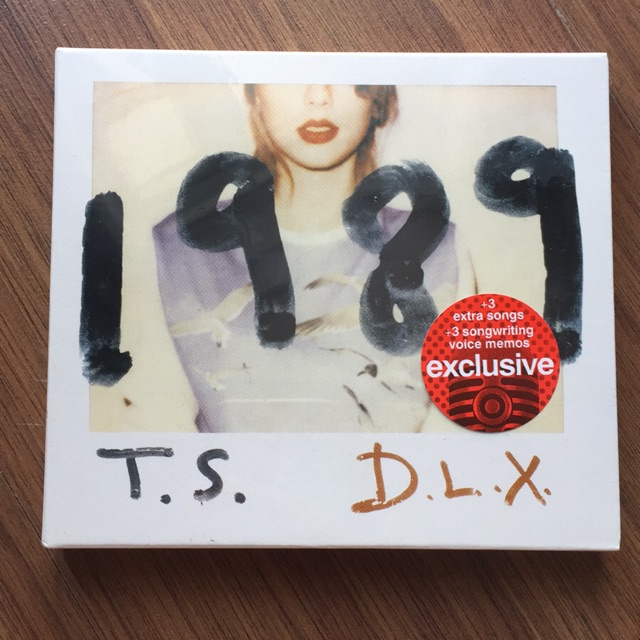 1989
+3
extra songs
+3 songwriting
voice memos
exclusive
T.S. D.L.X.